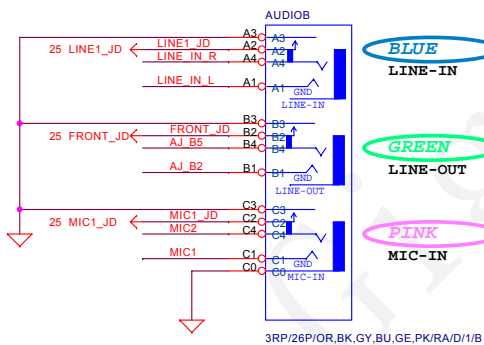 AUDIOB
A3 A3
25 LINE1_JD LINE1_JD A2 A2
LINE_IN_R A4 A4
BLUE
LINE_IN_L A1 A1
GND
LINE-IN
LINE-IN
B3 B3
25 FRONT_JD FRONT_JD B2 B2
AJ_B5 B4 B4
GREEN
AJ_B2 B1 B1
GND
LINE-OUT
LINE-OUT
C3 C3
25 MIC1_JD MIC1_JD C2 C2
MIC2 C4 C4
PINK
MIC1 C1 C1
GND
C0 C0
MIC-IN
MIC-IN
3RP/26P/OR,BK,GY,BU,GE,PK/RA/D/1/B